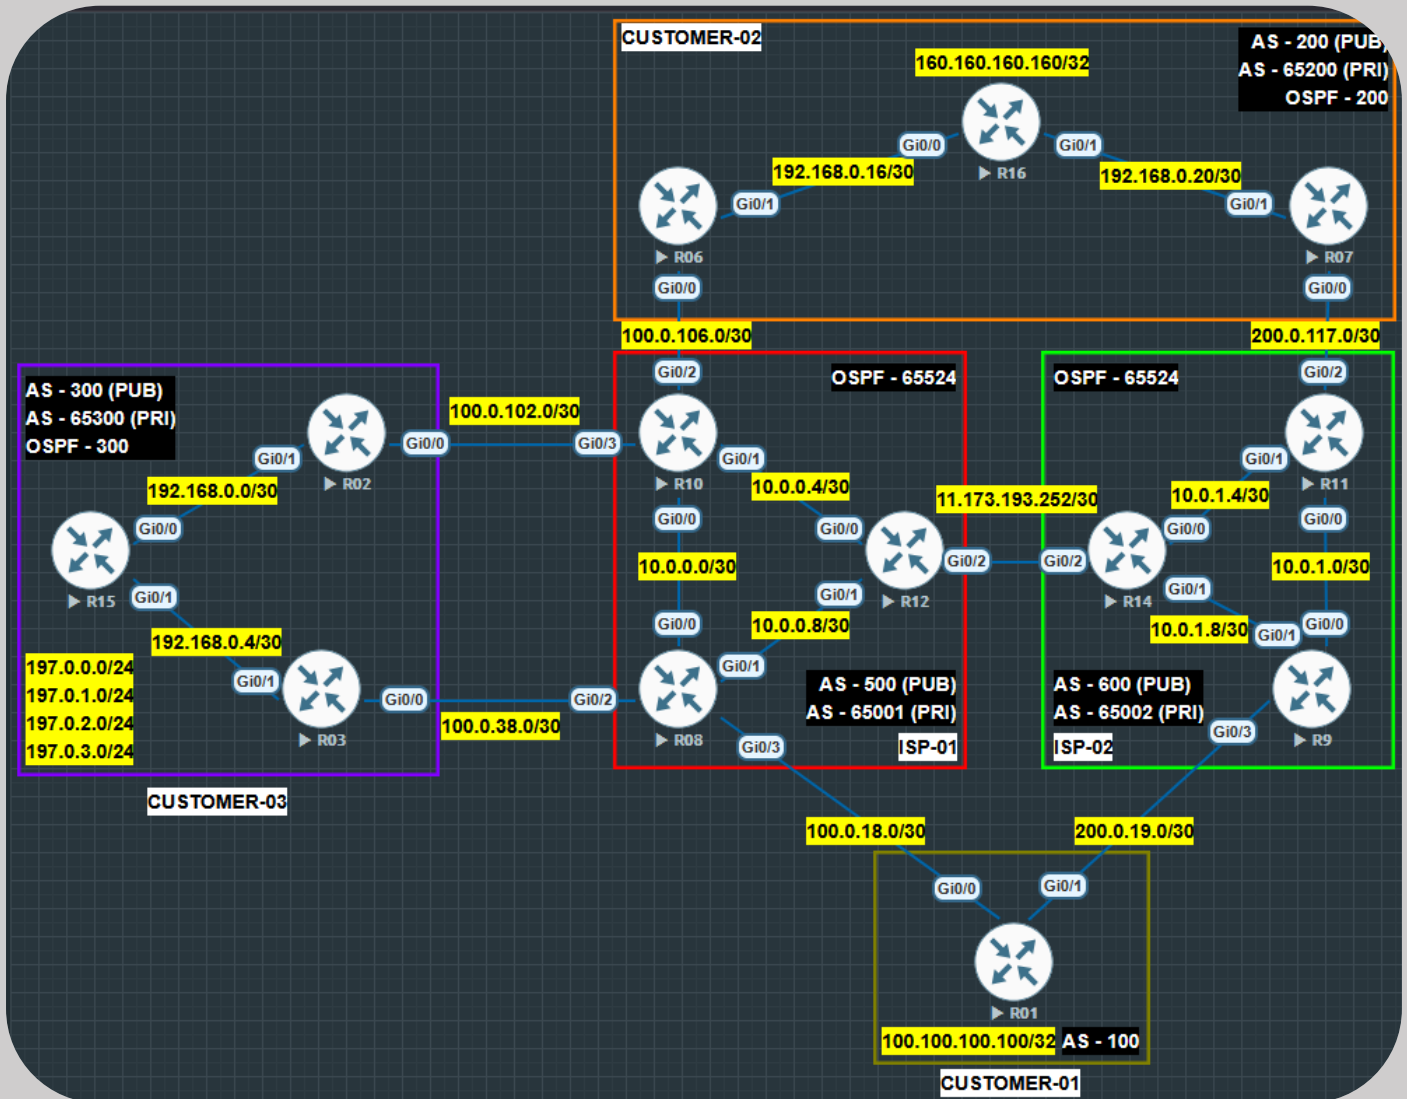 CUSTOMER-02
160.160.160.160/32
AS - 200 (PUB)
AS - 65200 (PRI)
OSPF - 200
Gi0/0
Gi0/1
R16
192.168.0.16/30
192.168.0.20/30
Gi0/1
Gi0/1
R06
R07
Gi0/0
Gi0/0
100.0.106.0/30
200.0.117.0/30
AS - 300 (PUB)
AS - 65300 (PRI)
OSPF - 300
Gi0/1
R02
Gi0/0
192.168.0.0/30
Gi0/0
R15
Gi0/1
192.168.0.4/30
Gi0/1
R03
Gi0/0
197.0.0.0/24
197.0.1.0/24
197.0.2.0/24
197.0.3.0/24
CUSTOMER-03
100.0.102.0/30
100.0.38.0/30
Gi0/2
OSPF - 65524
Gi0/3
R10
Gi0/1
10.0.0.4/30
Gi0/0
Gi0/0
10.0.0.0/30
R12
Gi0/2
Gi0/1
10.0.0.8/30
Gi0/0
Gi0/1
Gi0/2
R08
Gi0/3
AS - 500 (PUB)
AS - 65001 (PRI)
ISP-01
11.173.193.252/30
OSPF - 65524
Gi0/2
Gi0/1
R11
10.0.1.4/30
Gi0/0
Gi0/0
Gi0/2
R14
Gi0/1
10.0.1.0/30
10.0.1.8/30
Gi0/1
Gi0/0
R9
Gi0/3
AS - 600 (PUB)
AS - 65002 (PRI)
ISP-02
100.0.18.0/30
200.0.19.0/30
Gi0/0
Gi0/1
R01
100.100.100.100/32
AS - 100
CUSTOMER-01